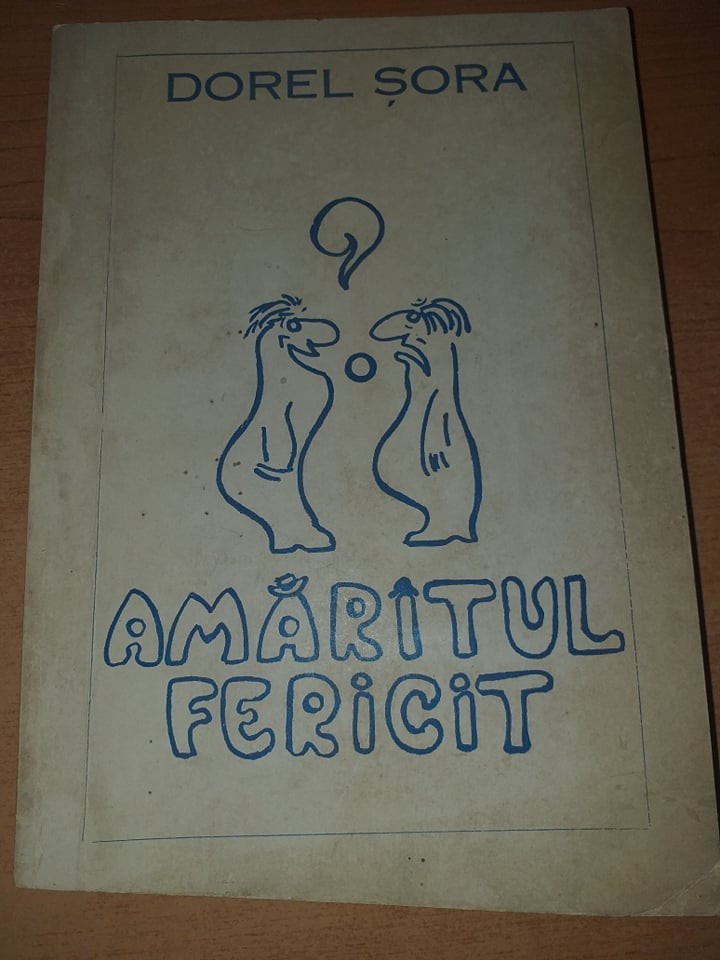 DOREL ȘORA
?
AMĂRÎTUL
FERICIT